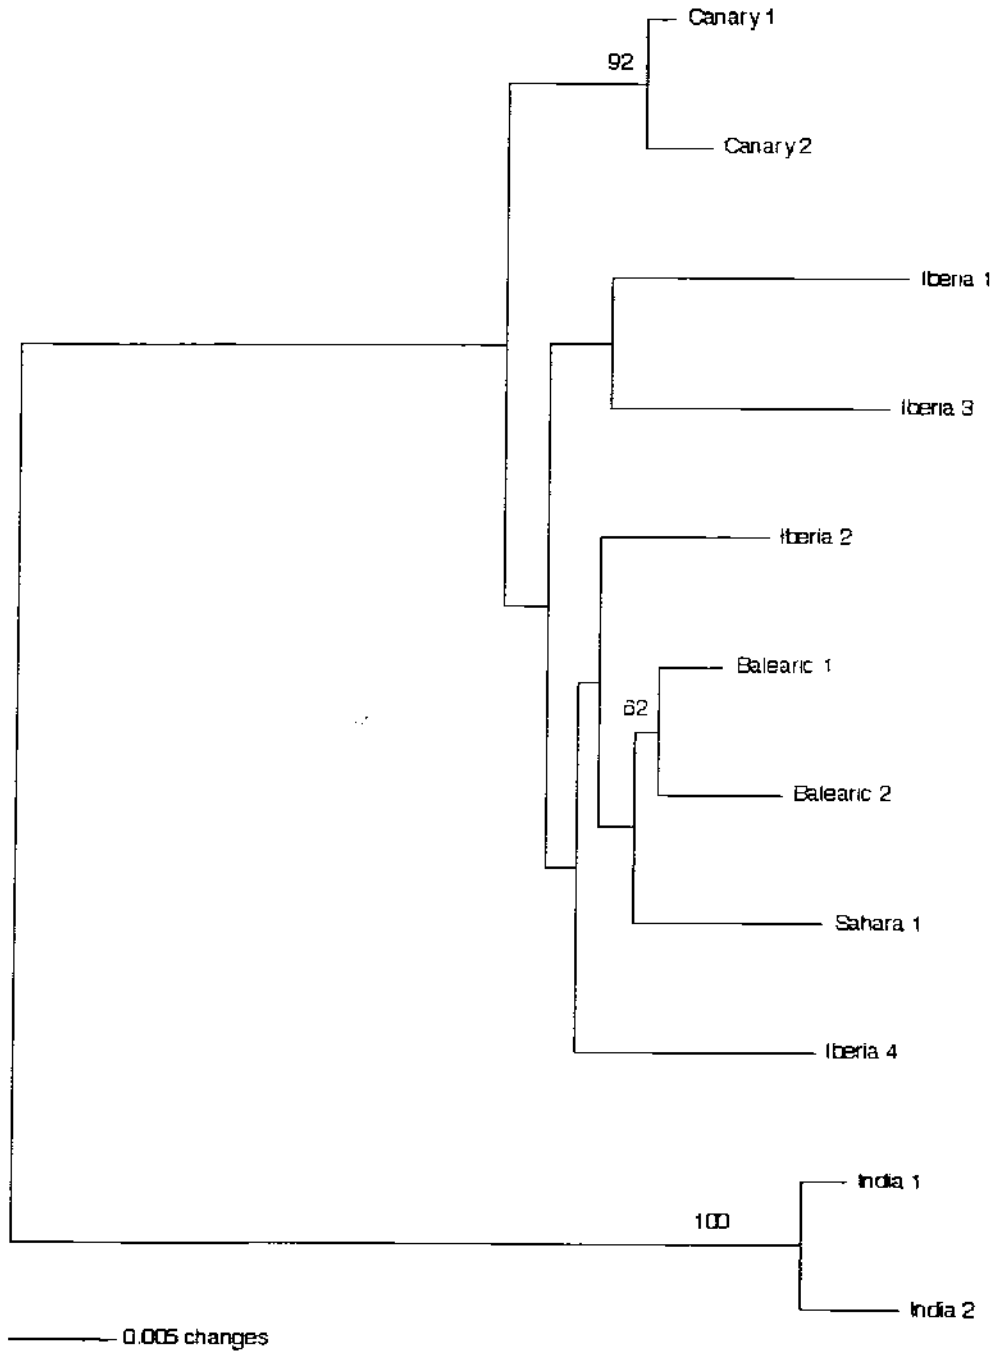 Canary 1
92
Canary 2
Iberia 1
Iberia 3
Iberia 2
Balearic 1
62
Balearic 2
Sahara 1
Iberia 4
India 1
100
India 2
0.005 changes